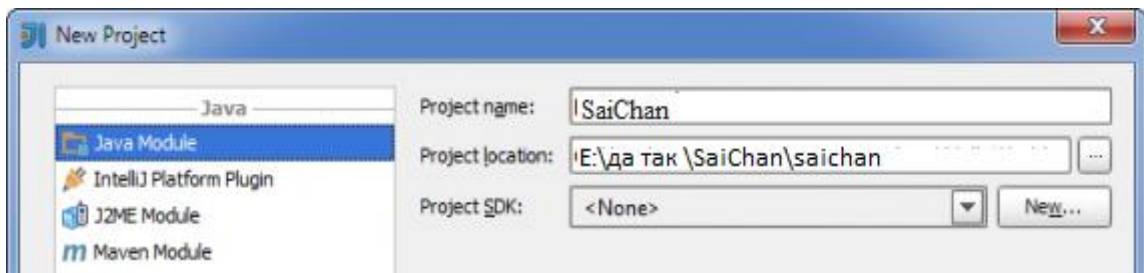 New Project
Java
Java Module
IntelliJ Platform Plugin
J2ME Module
Maven Module
Project name:
SaiChan
Project location:
E:\да так \SaiChan\saichan
...
Project SDK:
<None>
New...